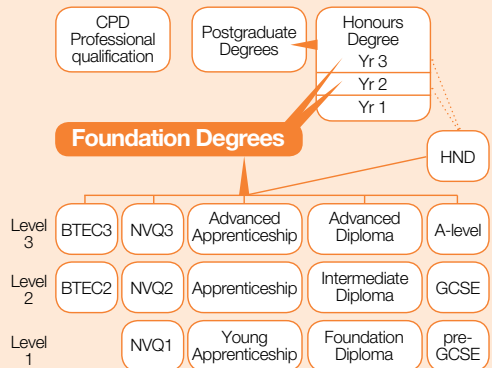 CPD
Professional
qualification
Postgraduate
Degrees
Honours
Degree
Yr 3
Yr 2
Yr 1
Foundation Degrees
HND
Level
3
BTEC3
NVQ3
Advanced
Apprenticeship
Advanced
Diploma
A-level
Level
2
BTEC2
NVQ2
Apprenticeship
Intermediate
Diploma
GCSE
Level
1
NVQ1
Young
Apprenticeship
Foundation
Diploma
pre-
GCSE